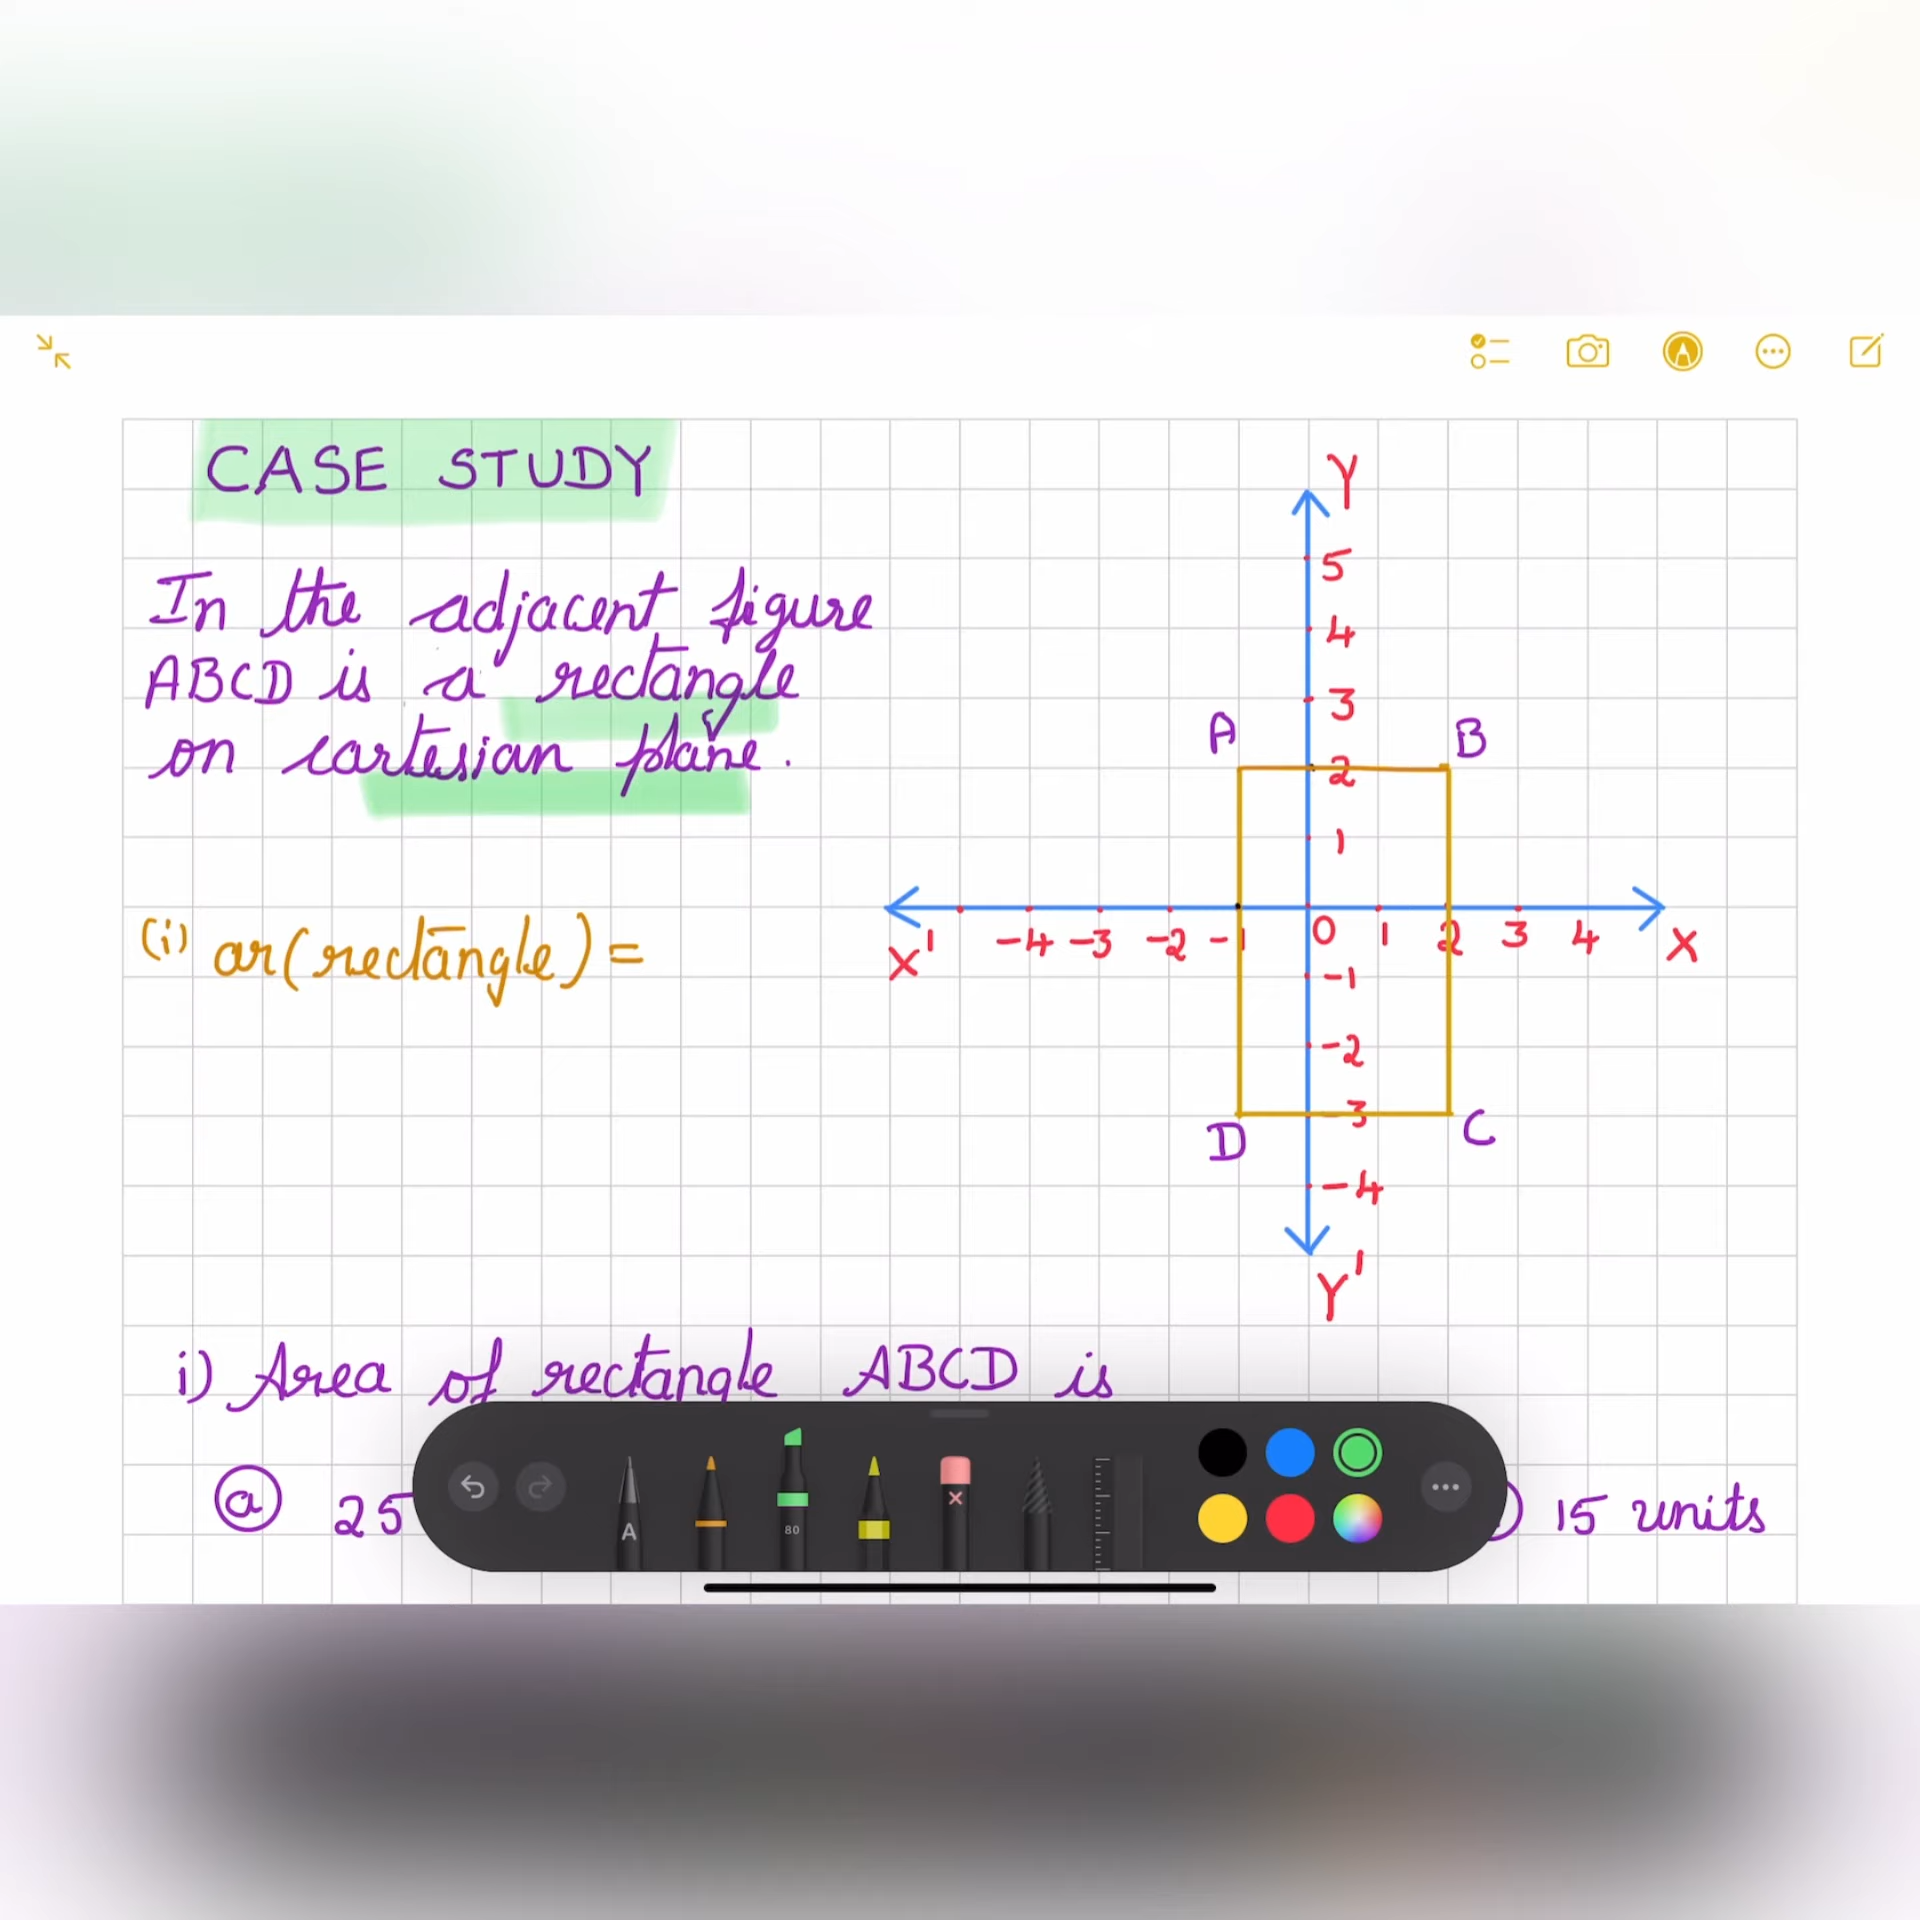 CASE STUDY
In the adjacent figure
ABCD is a rectangle
on cartesian plane.
(i) ar(rectangle) =
Y
5
4
3
A B
2
1
X' -4 -3 -2 -1 0 1 2 3 4 X
-1
-2
3
D C
-4
Y'
i) Area of rectangle ABCD is
(a) 25
15 units
A
80